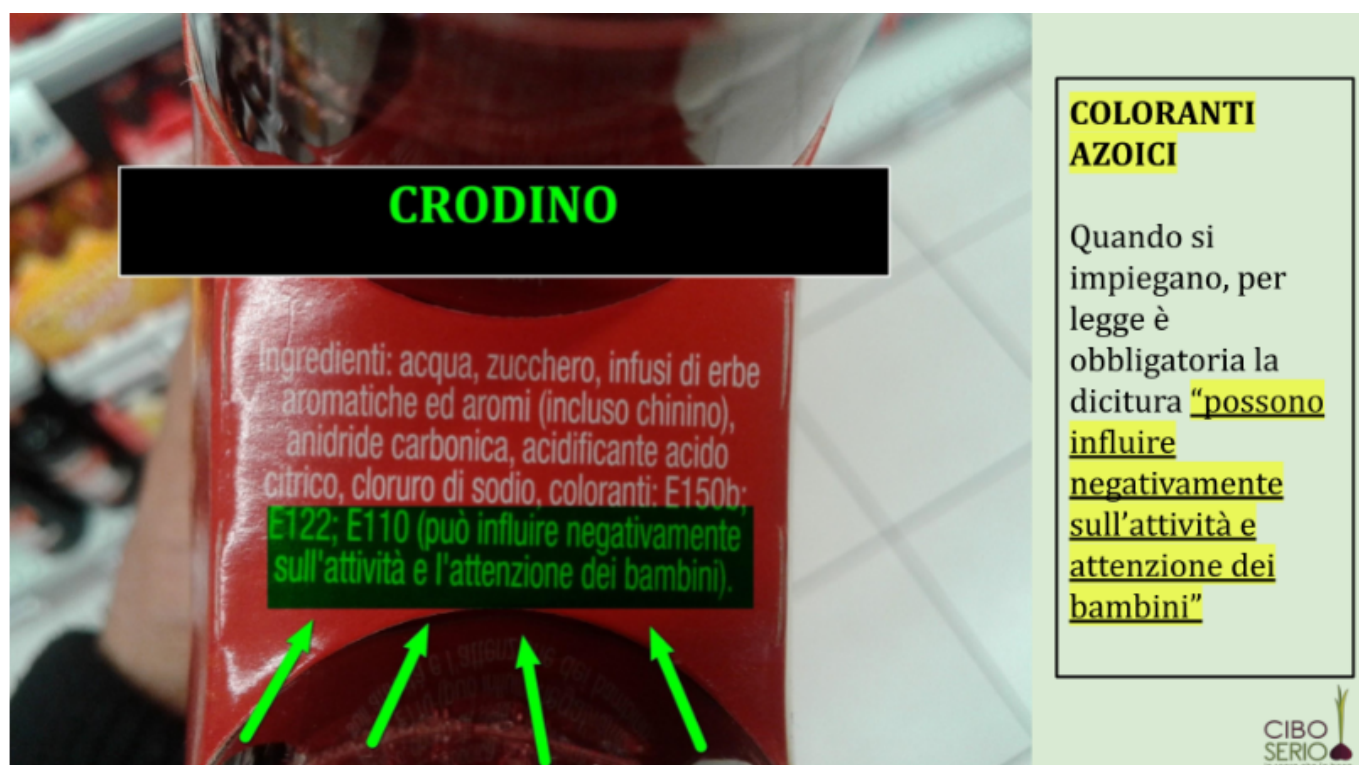 CRODINO
Ingredienti: acqua, zucchero, infusi di erbe
aromatiche ed aromi (incluso chinino),
anidride carbonica, acidificante acido
citrico, cloruro di sodio, coloranti: E150b;
E122; E110 (può influire negativamente
sull'attività e l'attenzione dei bambini).
COLORANTI
AZOICI
Quando si
impiegano, per
legge è
obbligatoria la
dicitura “possono
influire
negativamente
sull’attività e
attenzione dei
bambini”
CIBO
SERIO